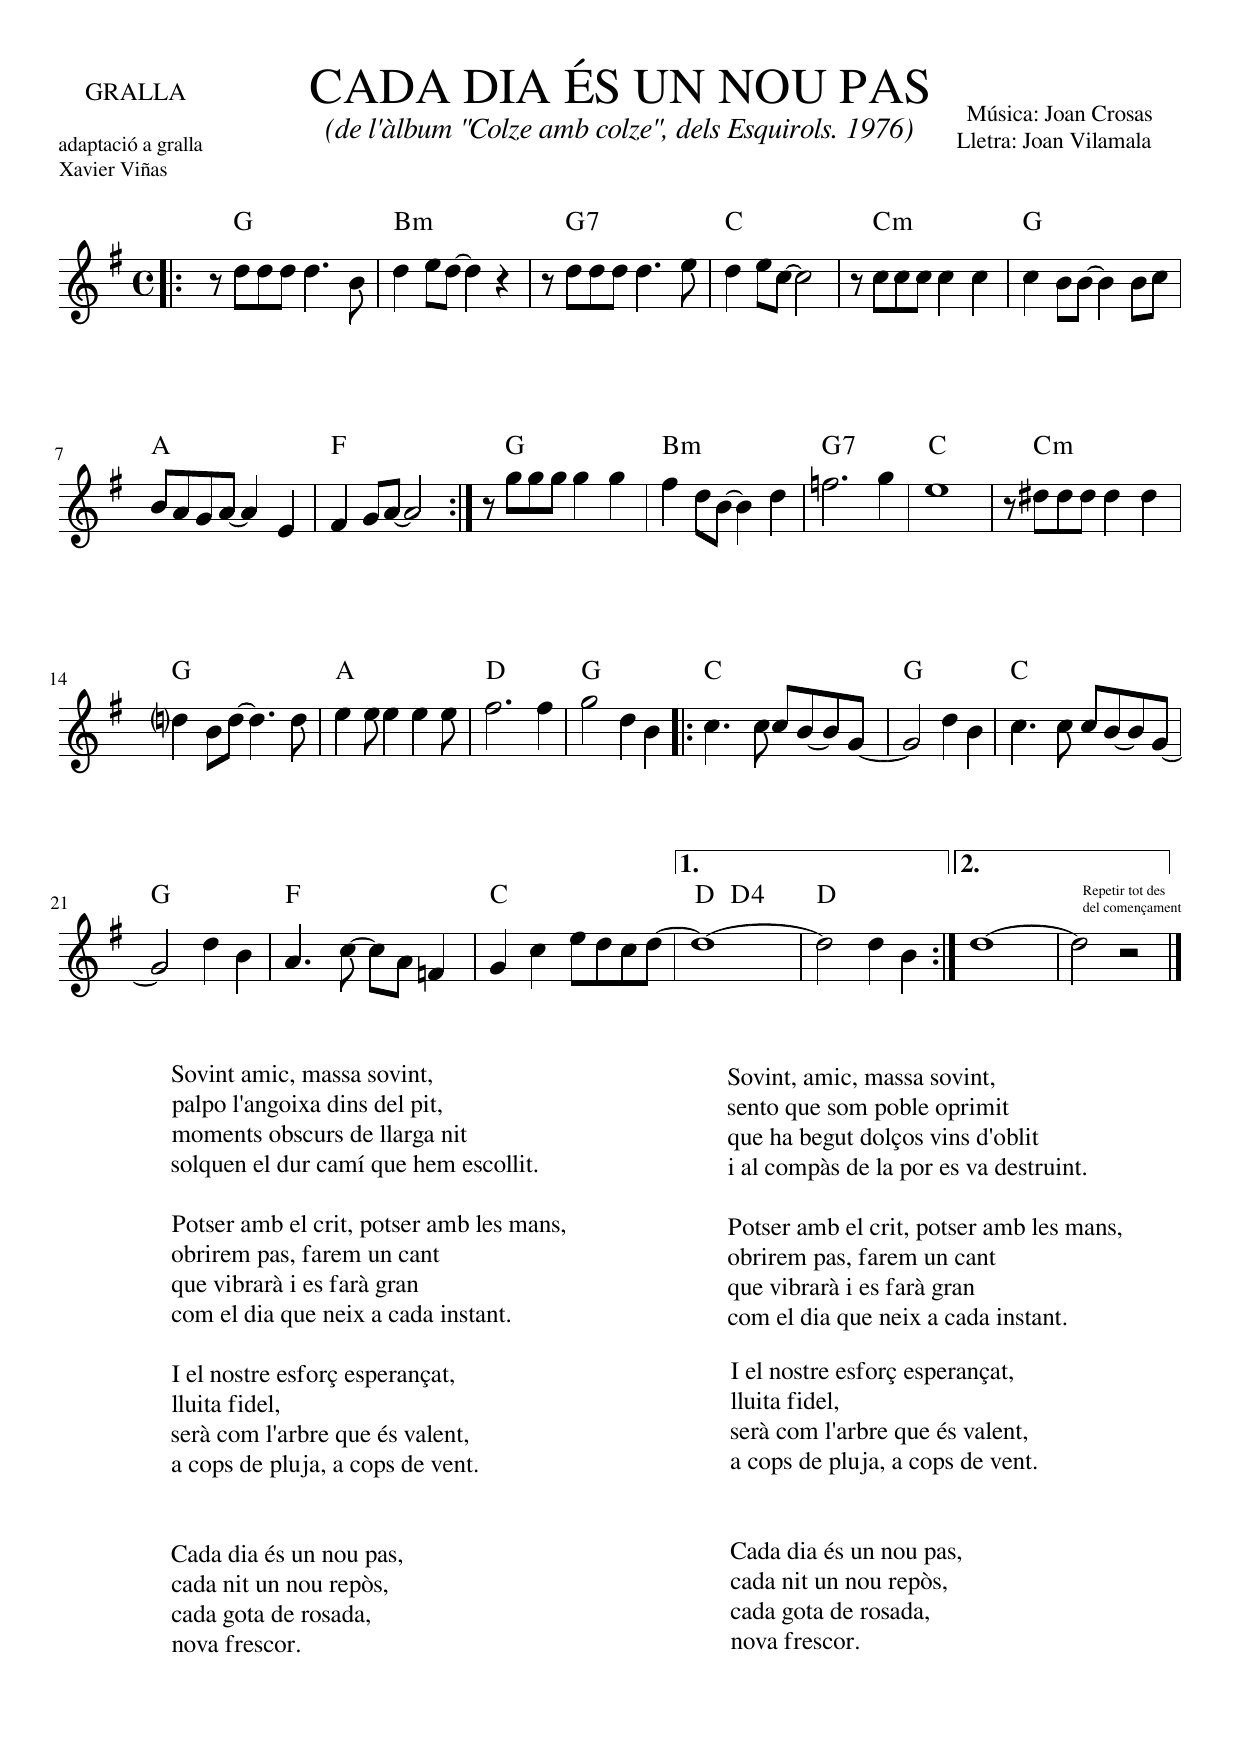 GRALLA
CADA DIA ÉS UN NOU PAS
(de l'àlbum "Colze amb colze", dels Esquirols. 1976)
Música: Joan Crosas
Lletra: Joan Vilamala
adaptació a gralla
Xavier Viñas
G Bm G7 C Cm G
7 A F G Bm G7 C Cm
14 G A D G C G C
1. 2.
21 G F C D D4 D
Repetir tot des
del començament
Sovint amic, massa sovint,
palpo l'angoixa dins del pit,
moments obscurs de llarga nit
solquen el dur camí que hem escollit.
Potser amb el crit, potser amb les mans,
obrirem pas, farem un cant
que vibrarà i es farà gran
com el dia que neix a cada instant.
I el nostre esforç esperançat,
lluita fidel,
serà com l'arbre que és valent,
a cops de pluja, a cops de vent.
Cada dia és un nou pas,
cada nit un nou repòs,
cada gota de rosada,
nova frescor.
Sovint, amic, massa sovint,
sento que som poble oprimit
que ha begut dolços vins d'oblit
i al compàs de la por es va destruint.
Potser amb el crit, potser amb les mans,
obrirem pas, farem un cant
que vibrarà i es farà gran
com el dia que neix a cada instant.
I el nostre esforç esperançat,
lluita fidel,
serà com l'arbre que és valent,
a cops de pluja, a cops de vent.
Cada dia és un nou pas,
cada nit un nou repòs,
cada gota de rosada,
nova frescor.